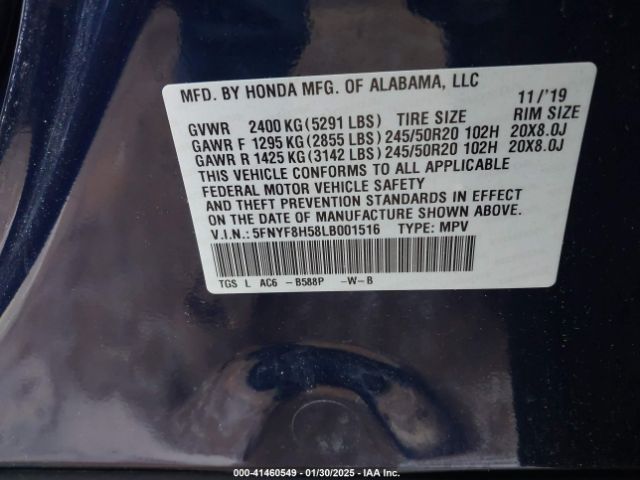 MFD. BY HONDA MFG. OF ALABAMA, LLC
11/'19
GVWR 2400 KG (5291 LBS) TIRE SIZE RIM SIZE
GAWR F 1295 KG (2855 LBS) 245/50R20 102H 20X8.0J
GAWR R 1425 KG (3142 LBS) 245/50R20 102H 20X8.0J
THIS VEHICLE CONFORMS TO ALL APPLICABLE
FEDERAL MOTOR VEHICLE SAFETY
AND THEFT PREVENTION STANDARDS IN EFFECT
ON THE DATE OF MANUFACTURE SHOWN ABOVE.
V.I.N.: 5FNYF8H58LB001516 TYPE: MPV
TGS L AC6 - B588P -W-B
000-41460549 - 01/30/2025 - IAA Inc.